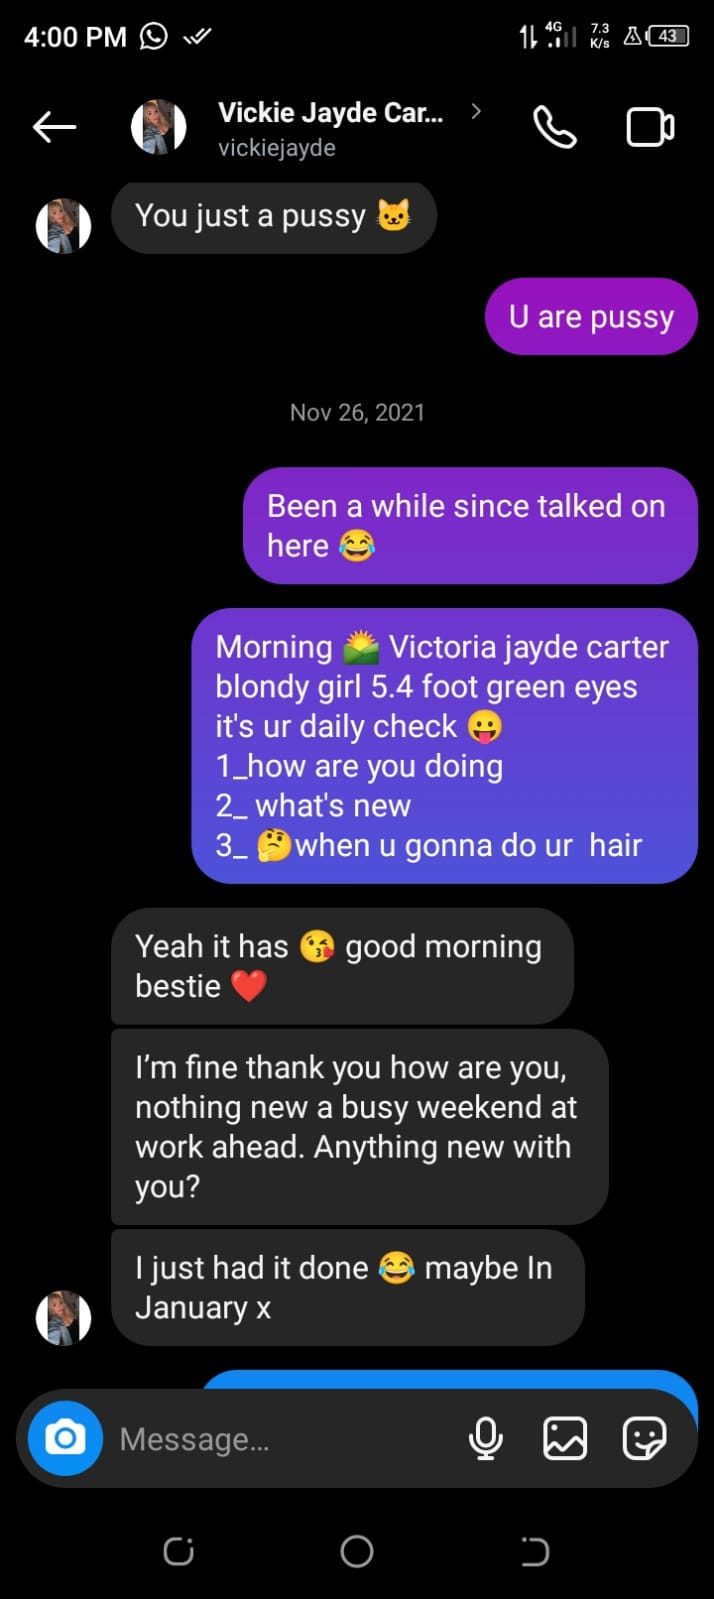 4:00 PM
4G
7.3
K/s
43
Vickie Jayde Car...
vickiejayde
You just a pussy 🐱
U are pussy
Nov 26, 2021
Been a while since talked on
here 😂
Morning 🌄 Victoria jayde carter
blondy girl 5.4 foot green eyes
it's ur daily check 😛
1_how are you doing
2_ what's new
3_ 🤔when u gonna do ur  hair
Yeah it has 😘 good morning
bestie ❤️
I'm fine thank you how are you,
nothing new a busy weekend at
work ahead. Anything new with
you?
I just had it done 😂 maybe In
January x
Message...